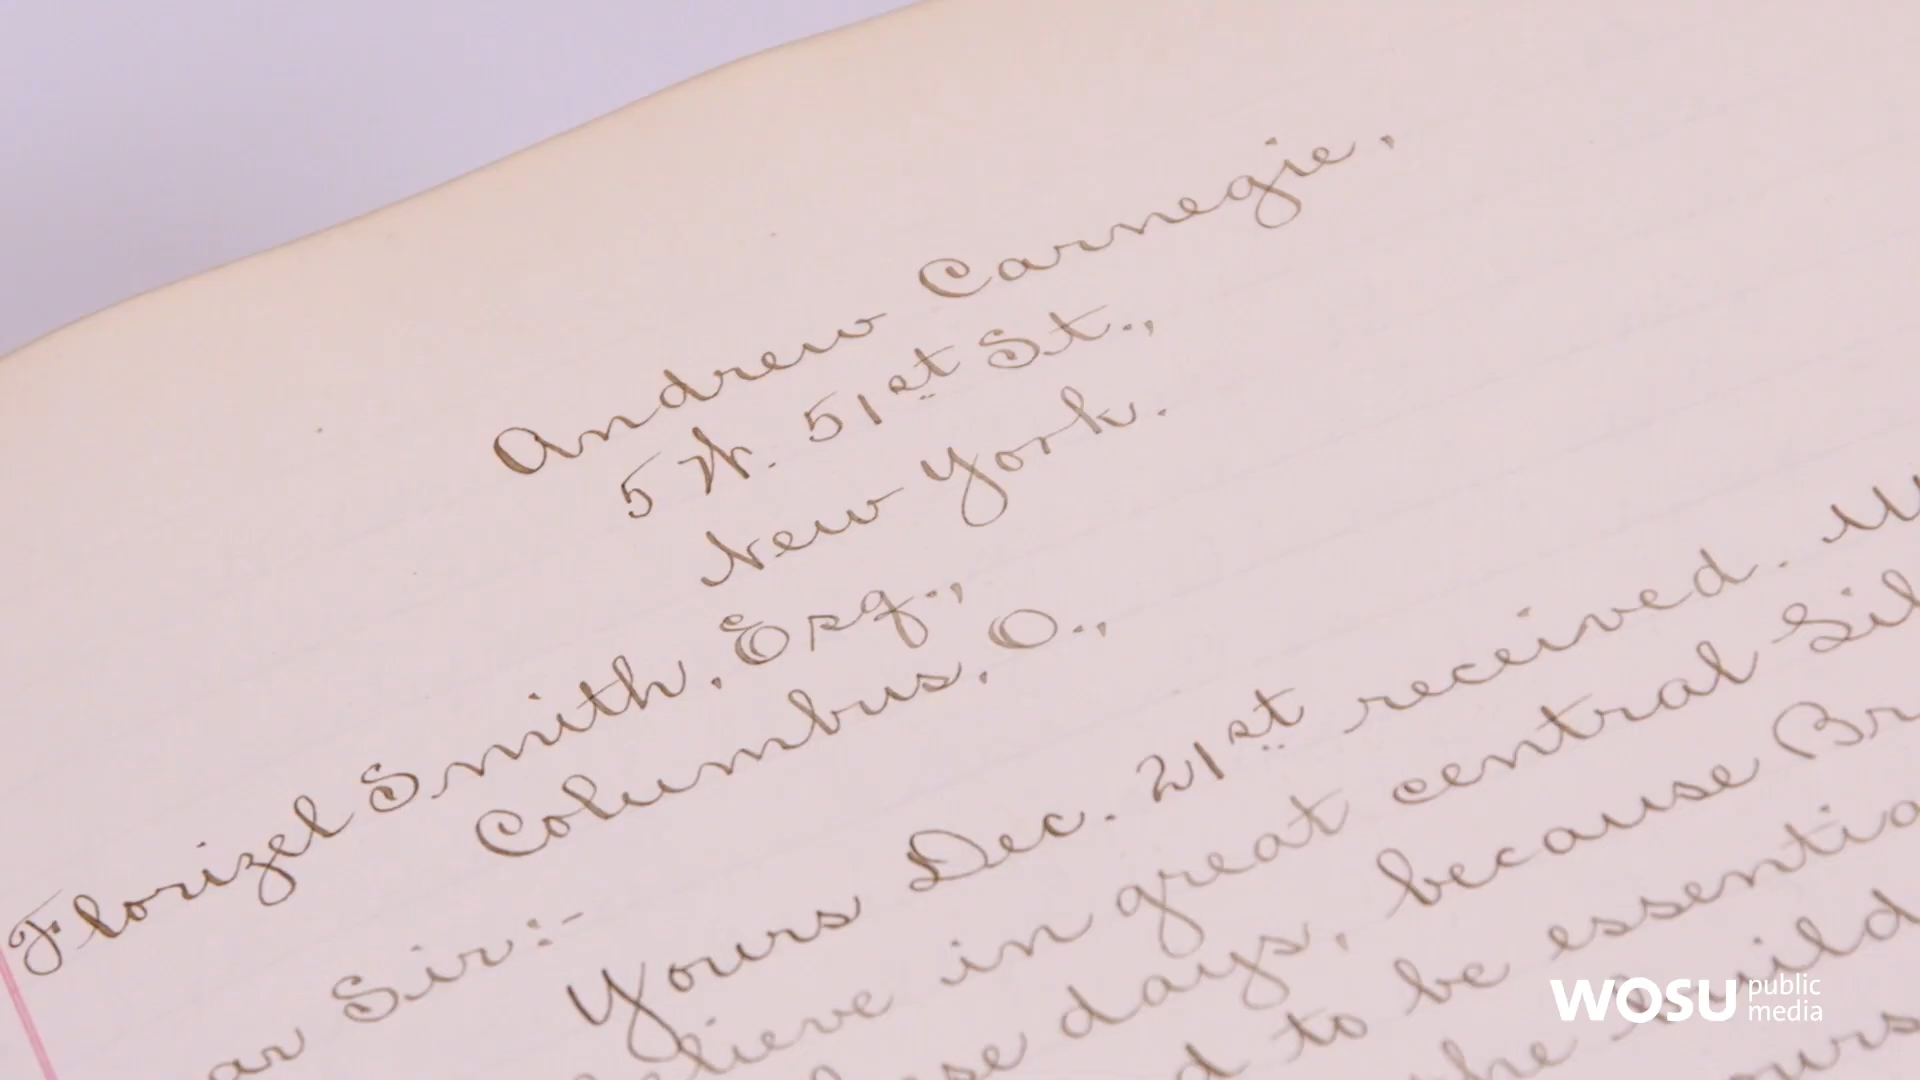 Andrew Carnegie.
5 W. 51st St.,
New York.
Florizel Smith, Esq.,
Columbus, O.,
Sir:-
Yours Dec. 21st received.
in great central
days, because
to be
WOSU public media